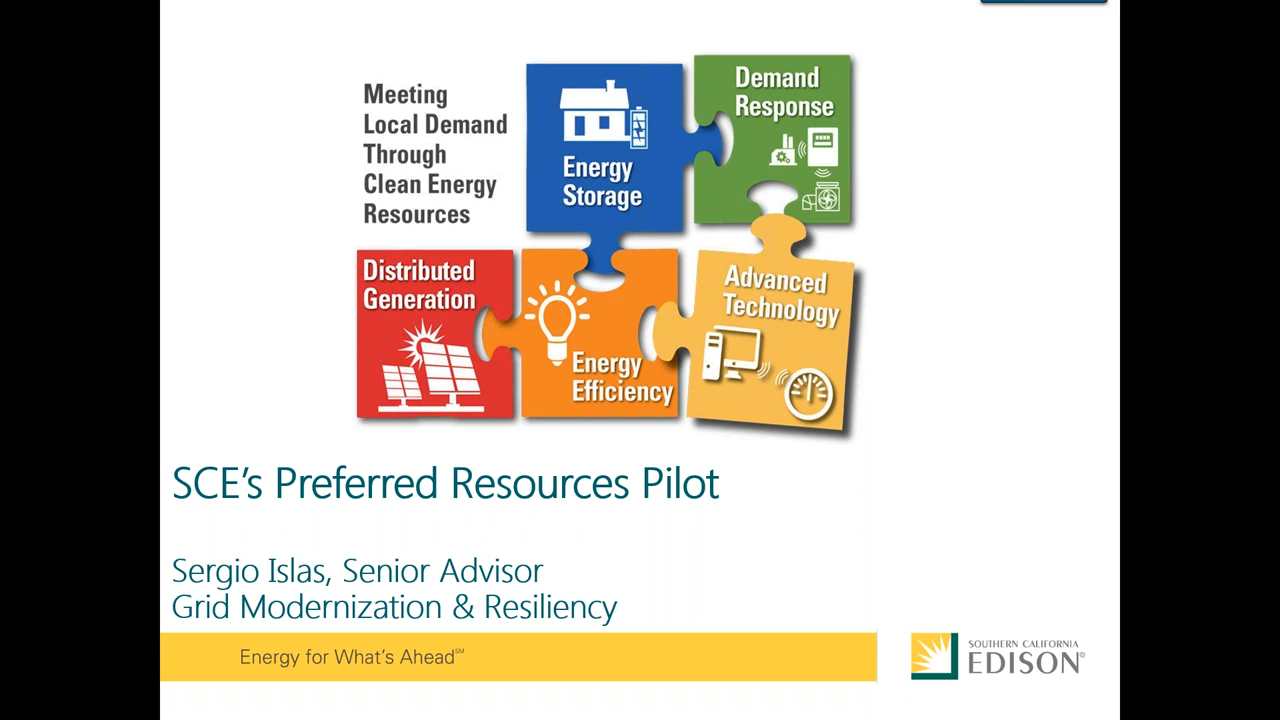 Meeting
Local Demand
Through
Clean Energy
Resources
Energy
Storage
Demand
Response
Distributed
Generation
Energy
Efficiency
Advanced
Technology
SCE's Preferred Resources Pilot
Sergio Islas, Senior Advisor
Grid Modernization & Resiliency
Energy for What's Ahead℠
SOUTHERN CALIFORNIA
EDISON©